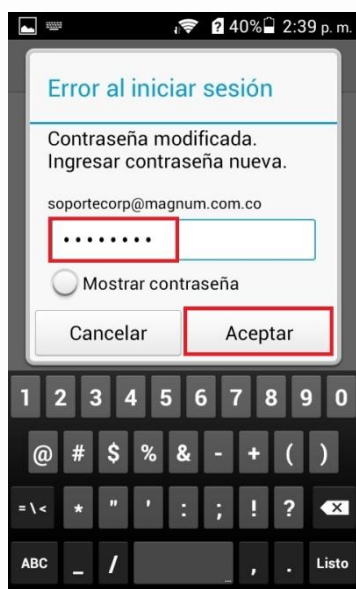 40% 2:39 p. m.
Error al iniciar sesión
Contraseña modificada.
Ingresar contraseña nueva.
soportecorp@magnum.com.co
••••••••
Mostrar contraseña
Cancelar Aceptar
1 2 3 4 5 6 7 8 9 0
@ # $ % & - + ( )
= \ < * " ' : ; ! ?
ABC _ / , . Listo